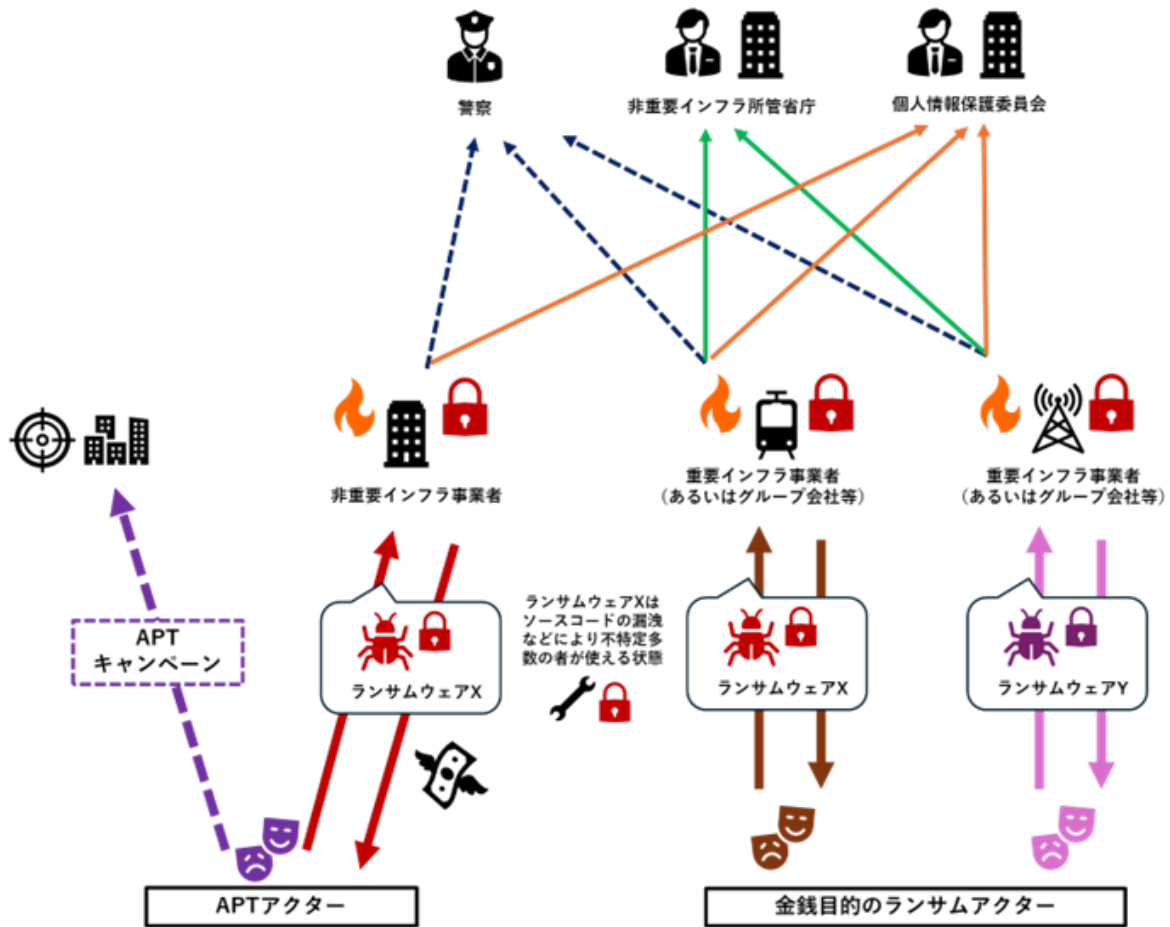 警察
非重要インフラ所管省庁
個人情報保護委員会
非重要インフラ事業者
重要インフラ事業者
（あるいはグループ会社等）
重要インフラ事業者
（あるいはグループ会社等）
APT
キャンペーン
ランサムウェアX
ランサムウェアXは
ソースコードの漏洩
などにより不特定多
数の者が使える状態
ランサムウェアX
ランサムウェアY
APTアクター
金銭目的のランサムアクター